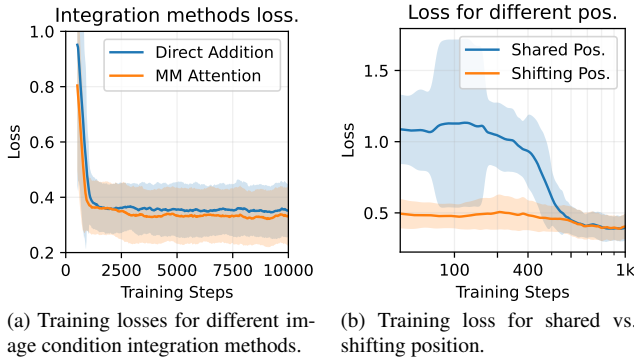 Integration methods loss.
1.0
0.8
0.6
0.4
0.2
Loss
Direct Addition
MM Attention
0
2500
5000
7500
10000
Training Steps
(a) Training losses for different im-
age condition integration methods.
Loss for different pos.
1.5
1.0
0.5
Loss
Shared Pos.
Shifting Pos.
100
400
1k
Training Steps
(b) Training loss for shared vs.
shifting position.